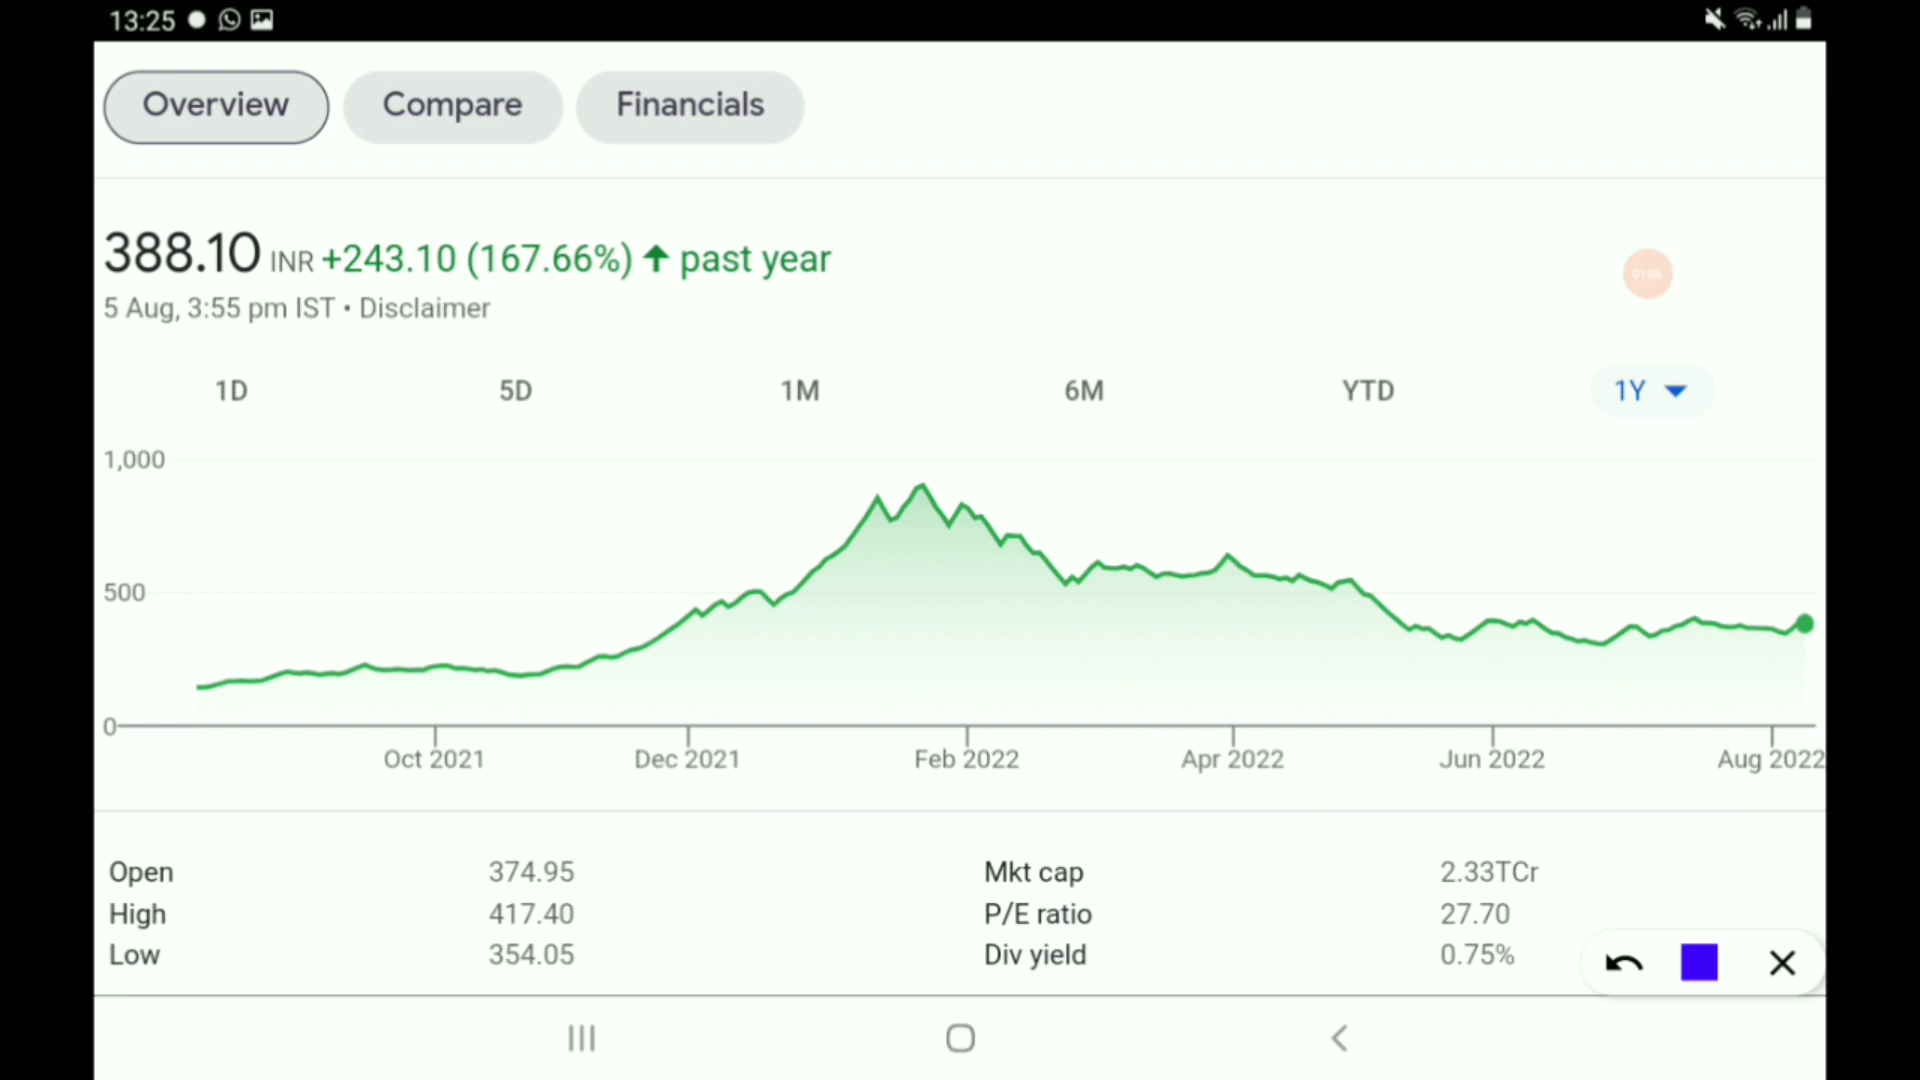 13:25
Overview Compare Financials
388.10 INR +243.10 (167.66%) ↑ past year
01:06
5 Aug, 3:55 pm IST • Disclaimer
1D 5D 1M 6M YTD 1Y
1,000
500
0
Oct 2021 Dec 2021 Feb 2022 Apr 2022 Jun 2022 Aug 2022
Open 374.95 Mkt cap 2.33TCr
High 417.40 P/E ratio 27.70
Low 354.05 Div yield 0.75%